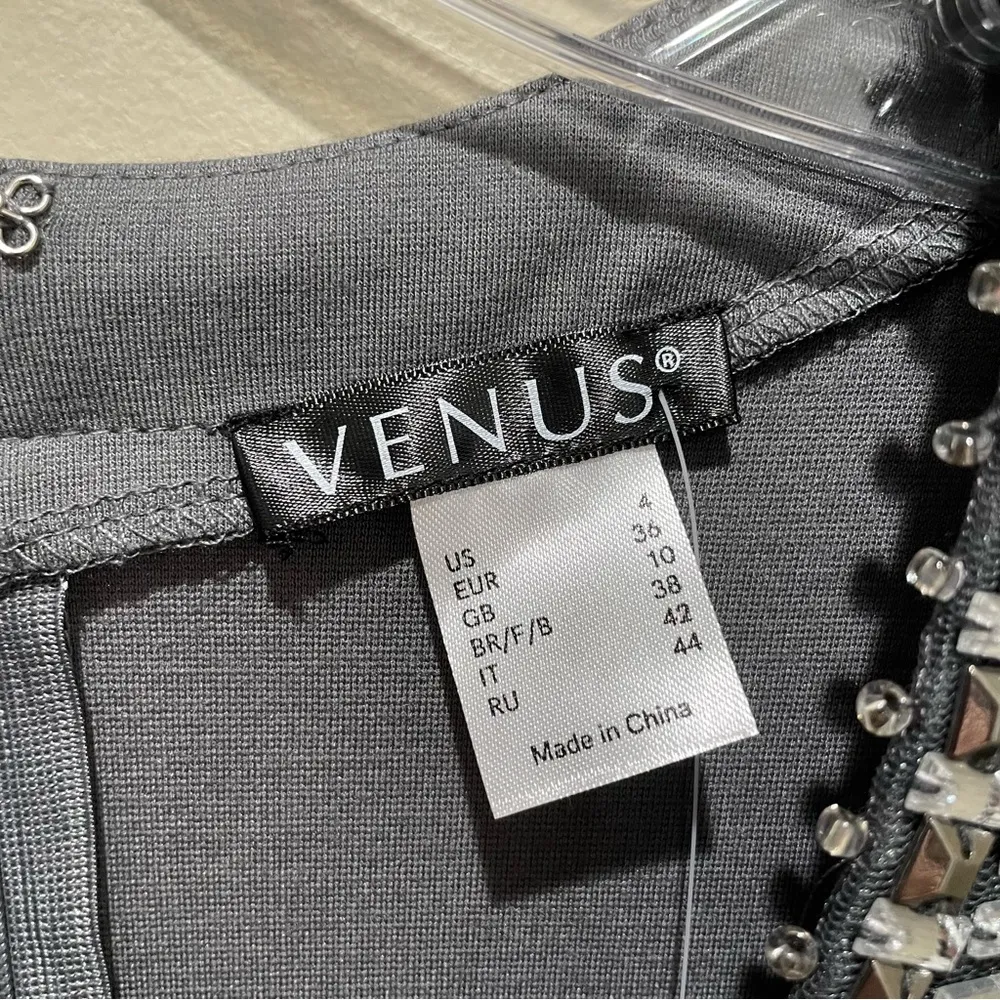 VENUS®
US 4
EUR 36
GB 10
BR/F/B 38
IT 42
RU 44
Made in China